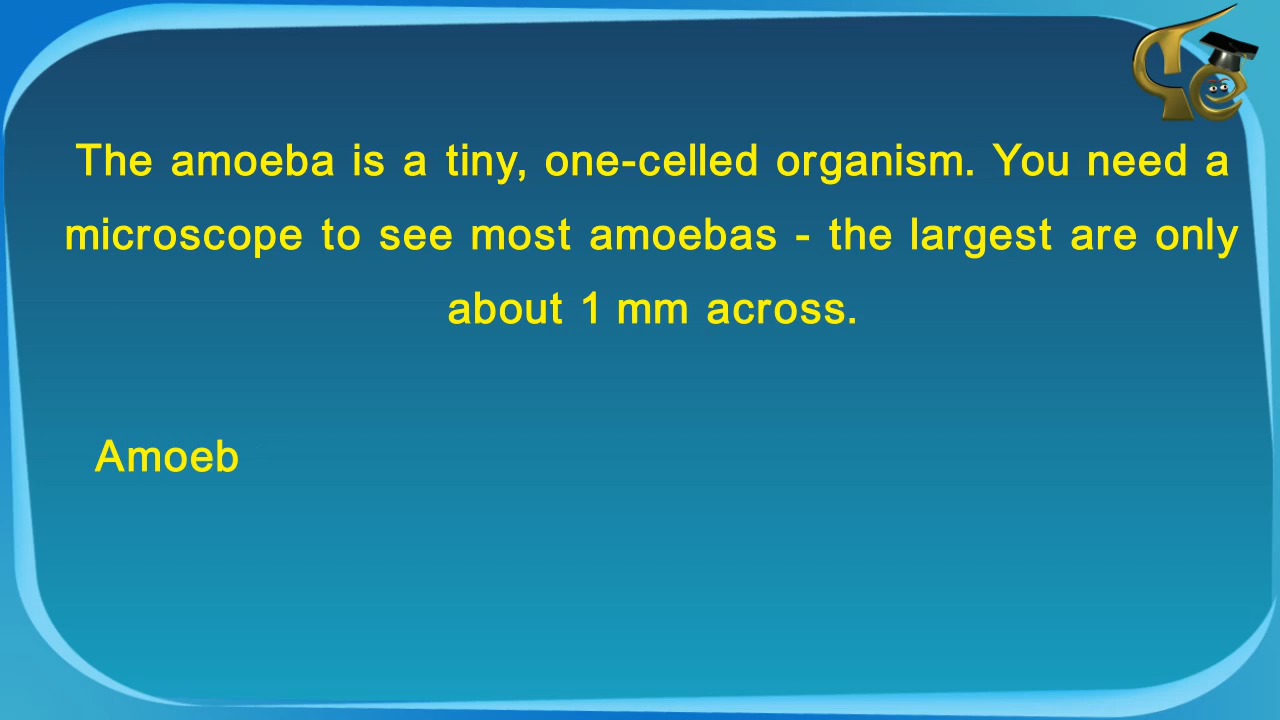 The amoeba is a tiny, one-celled organism. You need a
microscope to see most amoebas - the largest are only
about 1 mm across.
Amoeb